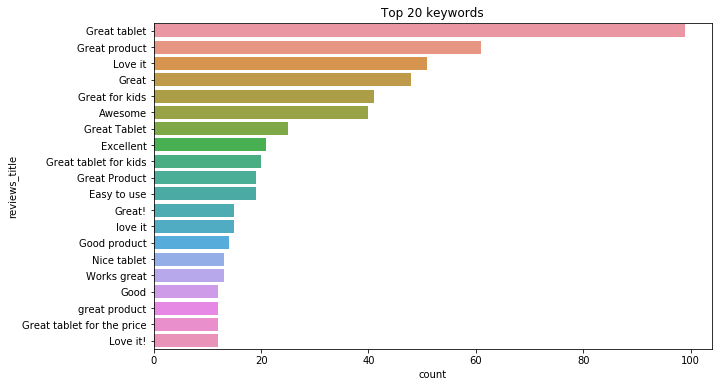 Top 20 keywords
Great tablet
Great product
Love it
Great
Great for kids
Awesome
Great Tablet
Excellent
Great tablet for kids
Great Product
Easy to use
Great!
love it
Good product
Nice tablet
Works great
Good
great product
Great tablet for the price
Love it!
reviews_title
0 20 40 60 80 100
count